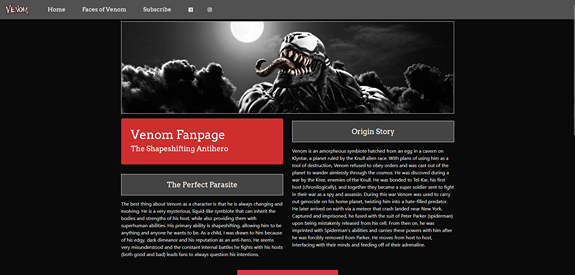 VENOM
Home
Faces of Venom
Subscribe
Venom Fanpage
The Shapeshifting Antihero
The Perfect Parasite
The best thing about Venom as a character is that he is always changing and
evolving. He is a very mysterious, liquid-like symbiote that can inherit the
bodies and strengths of his host, while also providing them with
superhuman abilities. His primary ability is shapeshifting, allowing him to be
anything and anyone he wants to be. As a child, I was drawn to him because
of his edgy, dark dimeanor and his reputation as an anti-hero. He seems
very misunderstood and the constant internal battles he fights with his hosts
(both good and bad) leads fans to always question his intentions.
Origin Story
Venom is an amorpheous symbiote hatched from an egg in a cavern on
Klyntar, a planet ruled by the Knull alien race. With plans of using him as a
tool of destruction, Venom refused to obey orders and was cast out of the
planet to wander aimlessly through the cosmos. He was discoverd during a
war by the Kree, enemies of the Knull. He was bonded to Tel-Kar, his first
host (chronilogically), and together they became a super soldier sent to fight
in their war as a spy and assassin. During this war Venom was used to carry
out genocide on his home planet, twisting him into a hate-filled predator.
He later arrived on earth via a meteor that crash landed near New York.
Captured and imprisioned, he fused with the suit of Peter Parker (spiderman)
upon being mistakenly released from his cell. From then on, he was
imprinted with Spiderman's abilities and carries these powers with him after
he was forcibly removed from Parker. He moves from host to host,
interfacing with their minds and feeding off of their adrenaline.